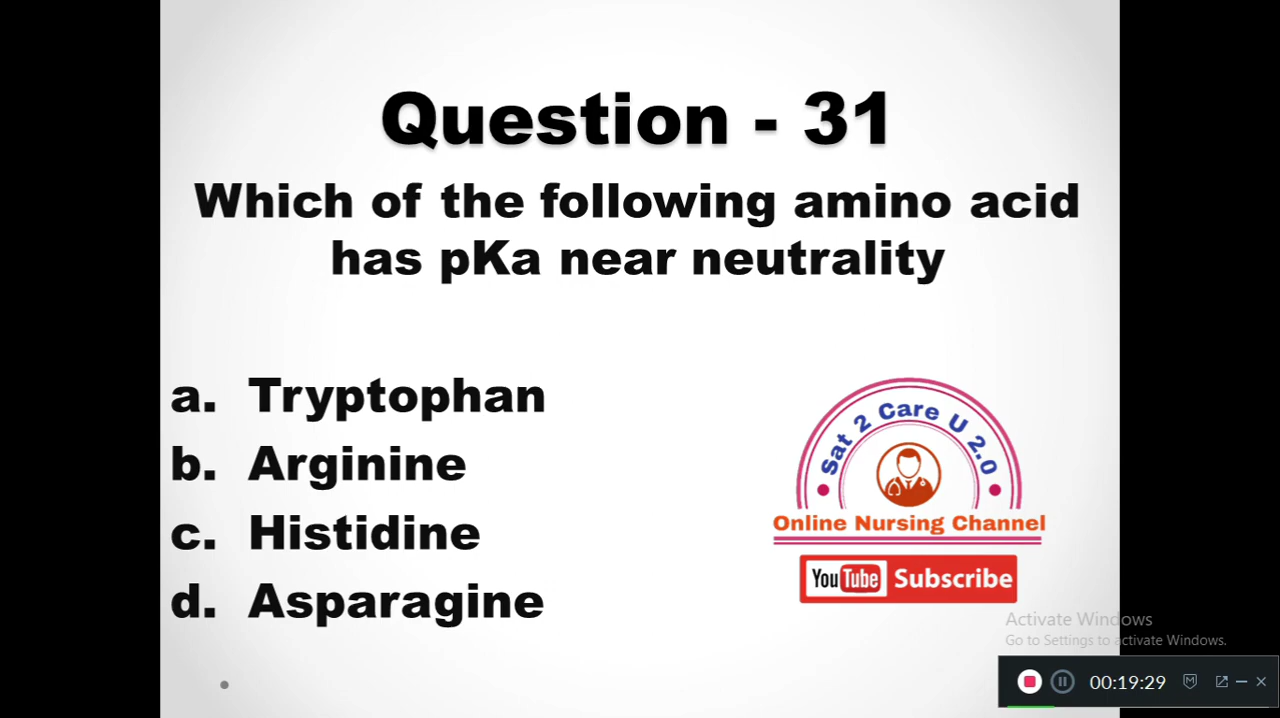 Question - 31
Which of the following amino acid
has pKa near neutrality
a. Tryptophan
b. Arginine
c. Histidine
d. Asparagine
Sat 2 Care U 2.0
Online Nursing Channel
YouTube Subscribe
Activate Windows
Go to Settings to activate Windows.
00:19:29